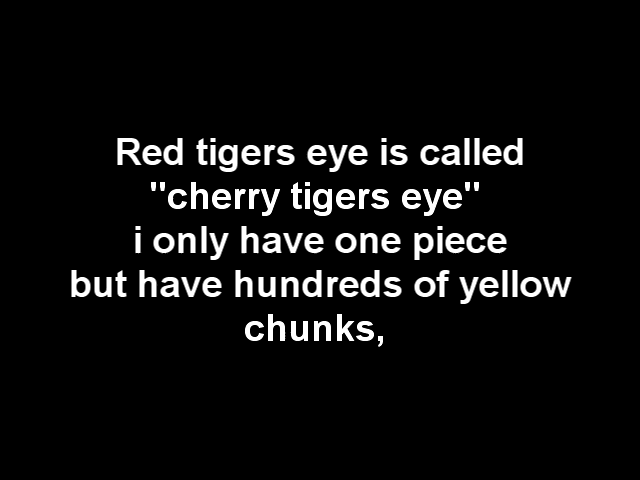 Red tigers eye is called
"cherry tigers eye"
i only have one piece
but have hundreds of yellow
chunks,